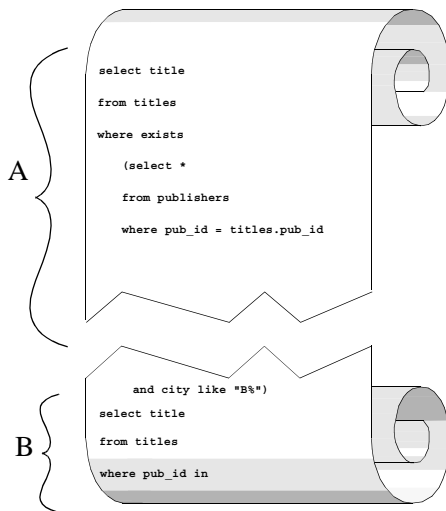 select title
from titles
where exists
(select *
A
from publishers
where pub_id = titles.pub_id
and city like "B%")
select title
B
from titles
where pub_id in